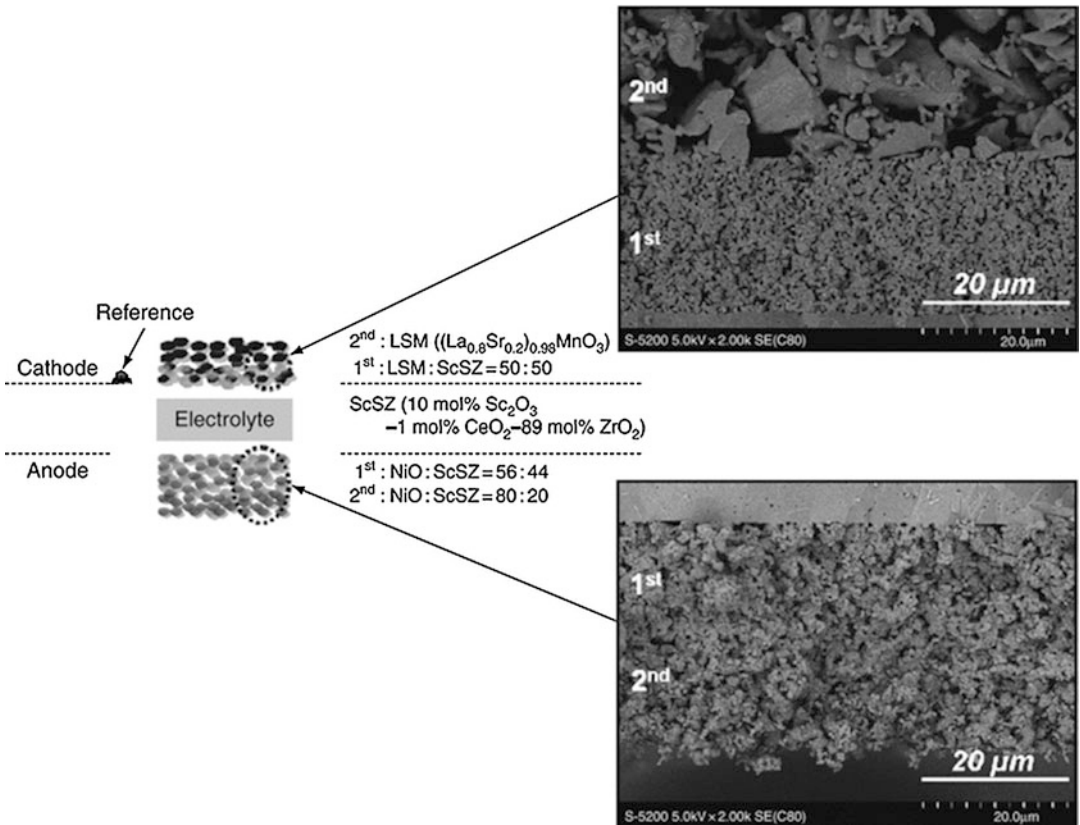 2nd
1st
20 µm
S-5200 5.0kV × 2.00k SE(C80)
20.0µm
Reference
Cathode
2nd : LSM ((La0.8Sr0.2)0.98MnO3)
1st : LSM : ScSZ = 50 : 50
Electrolyte
ScSZ (10 mol% Sc2O3
–1 mol% CeO2–89 mol% ZrO2)
Anode
1st : NiO : ScSZ = 56 : 44
2nd : NiO : ScSZ = 80 : 20
1st
2nd
20 µm
S-5200 5.0kV × 2.00k SE(C80)
20.0µm